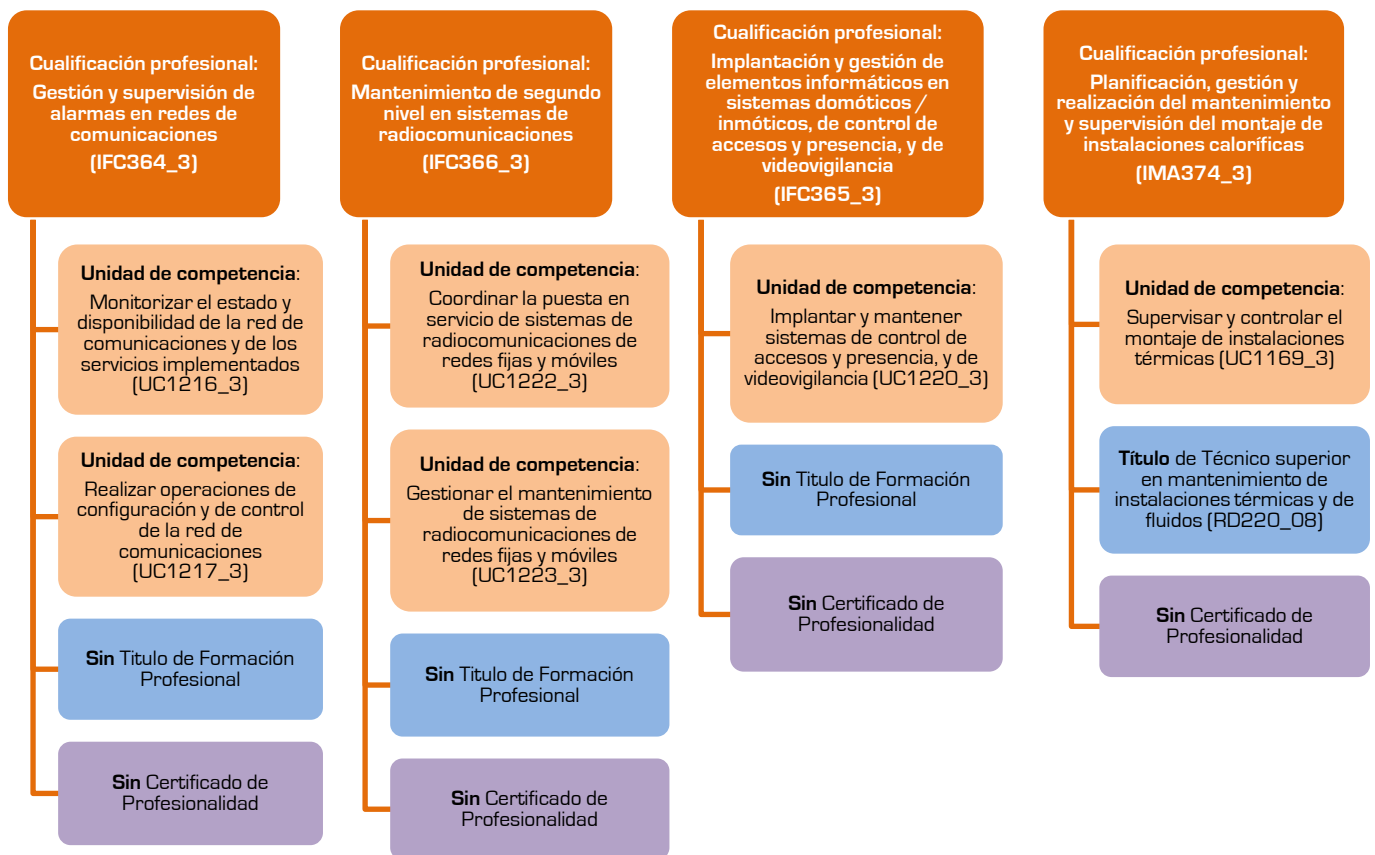 Cualificación profesional:
Gestión y supervisión de
alarmas en redes de
comunicaciones
(IFC364_3)
Unidad de competencia:
Monitorizar el estado y
disponibilidad de la red de
comunicaciones y de los
servicios implementados
(UC1216_3)
Unidad de competencia:
Realizar operaciones de
configuración y de control
de la red de
comunicaciones
(UC1217_3)
Sin Titulo de Formación
Profesional
Sin Certificado de
Profesionalidad
Cualificación profesional:
Mantenimiento de segundo
nivel en sistemas de
radiocomunicaciones
(IFC366_3)
Unidad de competencia:
Coordinar la puesta en
servicio de sistemas de
radiocomunicaciones de
redes fijas y móviles
(UC1222_3)
Unidad de competencia:
Gestionar el mantenimiento
de sistemas de
radiocomunicaciones de
redes fijas y móviles
(UC1223_3)
Sin Titulo de Formación
Profesional
Sin Certificado de
Profesionalidad
Cualificación profesional:
Implantación y gestión de
elementos informáticos en
sistemas domóticos /
inmóticos, de control de
accesos y presencia, y de
videovigilancia
(IFC365_3)
Unidad de competencia:
Implantar y mantener
sistemas de control de
accesos y presencia, y de
videovigilancia (UC1220_3)
Sin Titulo de Formación
Profesional
Sin Certificado de
Profesionalidad
Cualificación profesional:
Planificación, gestión y
realización del mantenimiento
y supervisión del montaje de
instalaciones caloríficas
(IMA374_3)
Unidad de competencia:
Supervisar y controlar el
montaje de instalaciones
térmicas (UC1169_3)
Título de Técnico superior
en mantenimiento de
instalaciones térmicas y de
fluidos (RD220_08)
Sin Certificado de
Profesionalidad